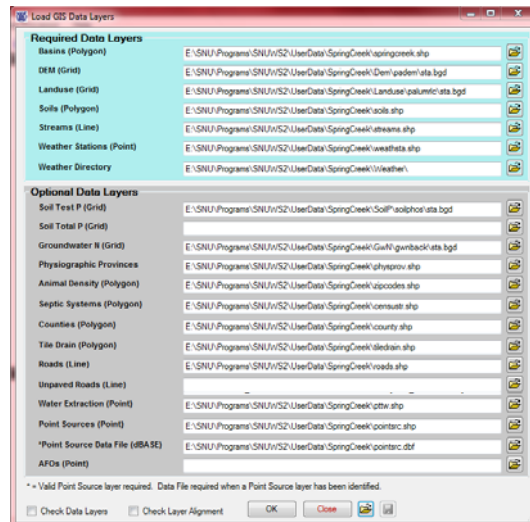 Load GIS Data Layers
Required Data Layers
Basins (Polygon) E:\SNU\Programs\SNUWS2\UserData\SpringCreek\springcreek.shp
DEM (Grid) E:\SNU\Programs\SNUWS2\UserData\SpringCreek\Dem\padem\sta.bgd
Landuse (Grid) E:\SNU\Programs\SNUWS2\UserData\SpringCreek\Landuse\palumrlc\sta.bgd
Soils (Polygon) E:\SNU\Programs\SNUWS2\UserData\SpringCreek\soils.shp
Streams (Line) E:\SNU\Programs\SNUWS2\UserData\SpringCreek\streams.shp
Weather Stations (Point) E:\SNU\Programs\SNUWS2\UserData\SpringCreek\weathsta.shp
Weather Directory E:\SNU\Programs\SNUWS2\UserData\SpringCreek\Weather\
Optional Data Layers
Soil Test P (Grid) E:\SNU\Programs\SNUWS2\UserData\SpringCreek\SoilP\soilphos\sta.bgd
Soil Total P (Grid)
Groundwater N (Grid) E:\SNU\Programs\SNUWS2\UserData\SpringCreek\GwN\gwnback\sta.bgd
Physiographic Provinces E:\SNU\Programs\SNUWS2\UserData\SpringCreek\physprov.shp
Animal Density (Polygon) E:\SNU\Programs\SNUWS2\UserData\SpringCreek\zipcodes.shp
Septic Systems (Polygon) E:\SNU\Programs\SNUWS2\UserData\SpringCreek\censustr.shp
Counties (Polygon) E:\SNU\Programs\SNUWS2\UserData\SpringCreek\county.shp
Tile Drain (Polygon) E:\SNU\Programs\SNUWS2\UserData\SpringCreek\tiledrain.shp
Roads (Line) E:\SNU\Programs\SNUWS2\UserData\SpringCreek\roads.shp
Unpaved Roads (Line)
Water Extraction (Point) E:\SNU\Programs\SNUWS2\UserData\SpringCreek\pttw.shp
Point Sources (Point) E:\SNU\Programs\SNUWS2\UserData\SpringCreek\pointsrc.shp
*Point Source Data File (dBASE) E:\SNU\Programs\SNUWS2\UserData\SpringCreek\pointsrc.dbf
AFOs (Point)
* = Valid Point Source layer required. Data File required when a Point Source layer has been identified.
Check Data Layers Check Layer Alignment OK Close